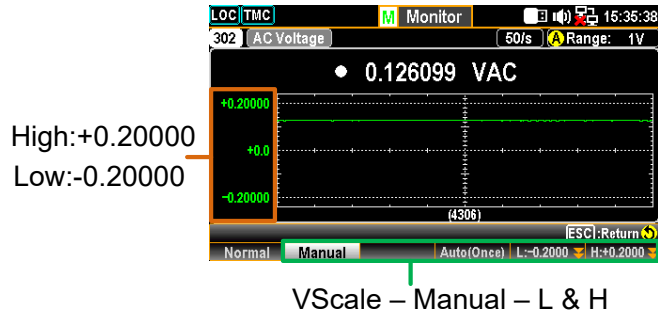 LOC TMC M Monitor 15:35:38
302 AC Voltage 50/s A Range: 1V
0.126099 VAC
+0.20000
High:+0.20000
+0.0
Low:-0.20000
-0.20000
(4306)
ESC:Return
Normal Manual Auto(Once) L:-0.2000 H:+0.2000
VScale – Manual – L & H